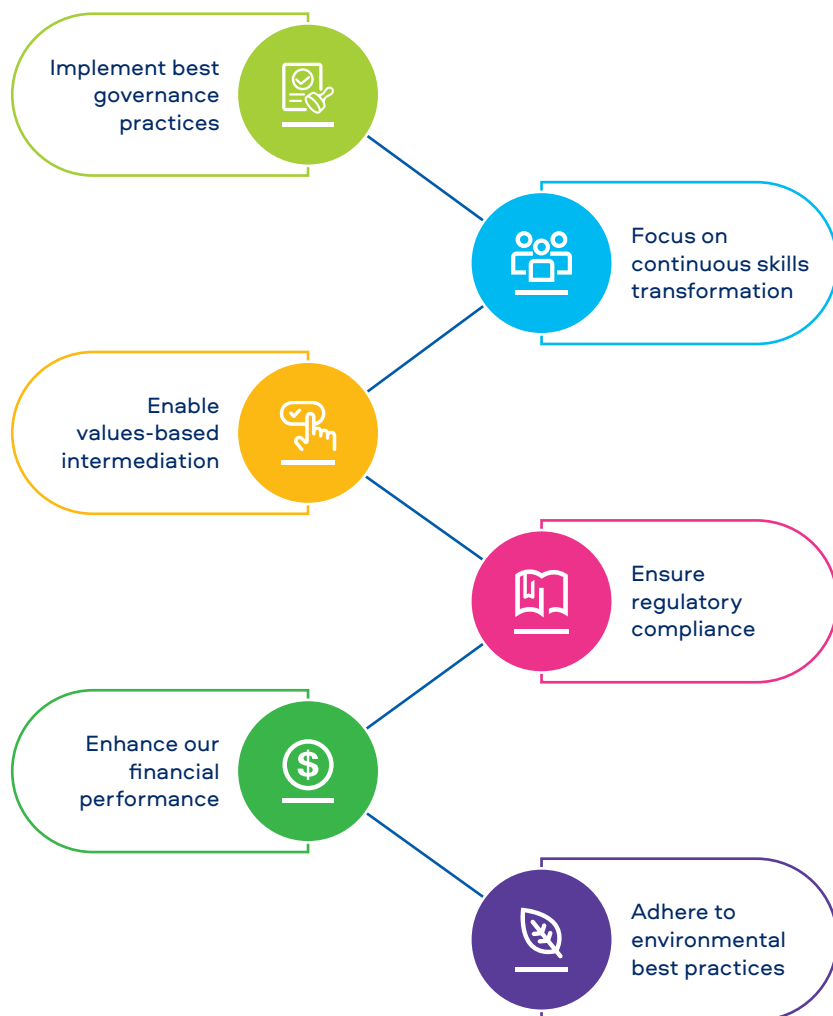 Implement best
governance
practices
Focus on
continuous skills
transformation
Enable
values-based
intermediation
Ensure
regulatory
compliance
Enhance our
financial
performance
$
Adhere to
environmental
best practices